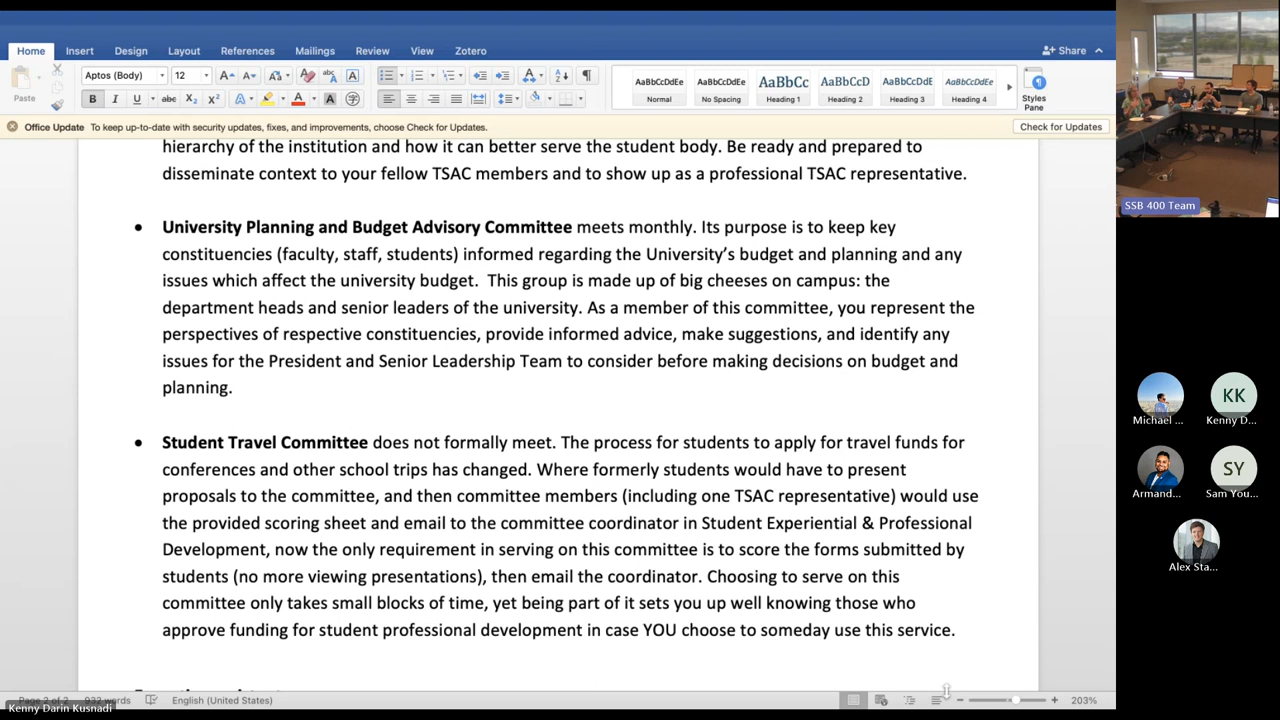 Home Insert Design Layout References Mailings Review View Zotero Share
Paste Aptos (Body) 12 AaBbCcDdEe AaBbCcDdEe AaBbCc AaBbCcD AaBbCcDdE AaBbCcDdEe Styles
B I U abc X₂ X² Normal No Spacing Heading 1 Heading 2 Heading 3 Heading 4 Pane
Office Update To keep up-to-date with security updates, fixes, and improvements, choose Check for Updates. Check for Updates
hierarchy of the institution and how it can better serve the student body. Be ready and prepared to
disseminate context to your fellow TSAC members and to show up as a professional TSAC representative.
• University Planning and Budget Advisory Committee meets monthly. Its purpose is to keep key
constituencies (faculty, staff, students) informed regarding the University's budget and planning and any
issues which affect the university budget. This group is made up of big cheeses on campus: the
department heads and senior leaders of the university. As a member of this committee, you represent the
perspectives of respective constituencies, provide informed advice, make suggestions, and identify any
issues for the President and Senior Leadership Team to consider before making decisions on budget and
planning.
• Student Travel Committee does not formally meet. The process for students to apply for travel funds for
conferences and other school trips has changed. Where formerly students would have to present
proposals to the committee, and then committee members (including one TSAC representative) would use
the provided scoring sheet and email to the committee coordinator in Student Experiential & Professional
Development, now the only requirement in serving on this committee is to score the forms submitted by
students (no more viewing presentations), then email the coordinator. Choosing to serve on this
committee only takes small blocks of time, yet being part of it sets you up well knowing those who
approve funding for student professional development in case YOU choose to someday use this service.
Page 2 of 2 932 words English (United States) 203%
Kenny Darin Kusnadi
SSB 400 Team
KK
Michael ... Kenny D...
SY
Armand... Sam You...
Alex Sta...